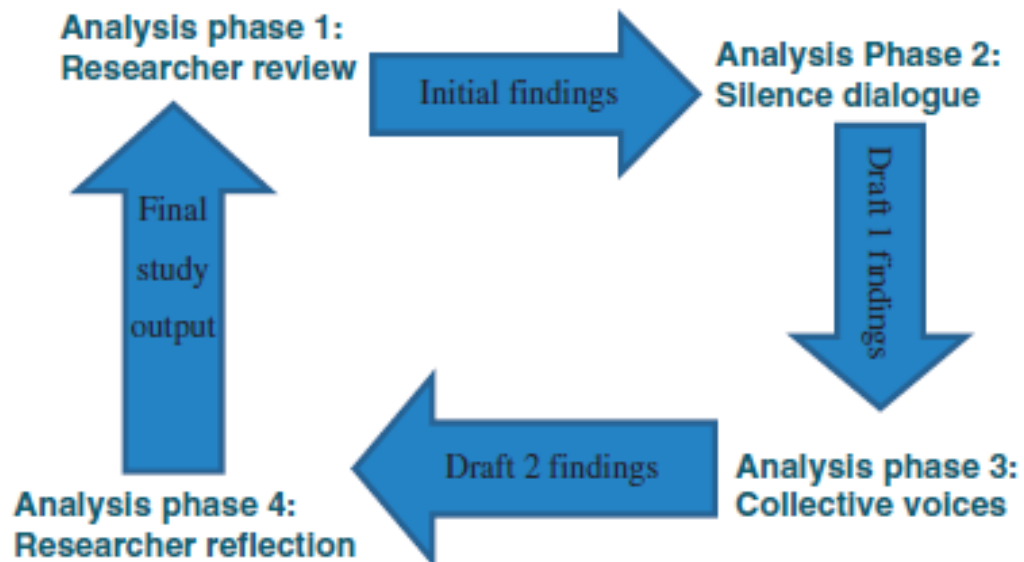 Analysis phase 1:
Researcher review
Initial findings
Analysis Phase 2:
Silence dialogue
Draft 1 findings
Analysis phase 3:
Collective voices
Draft 2 findings
Analysis phase 4:
Researcher reflection
Final
study
output